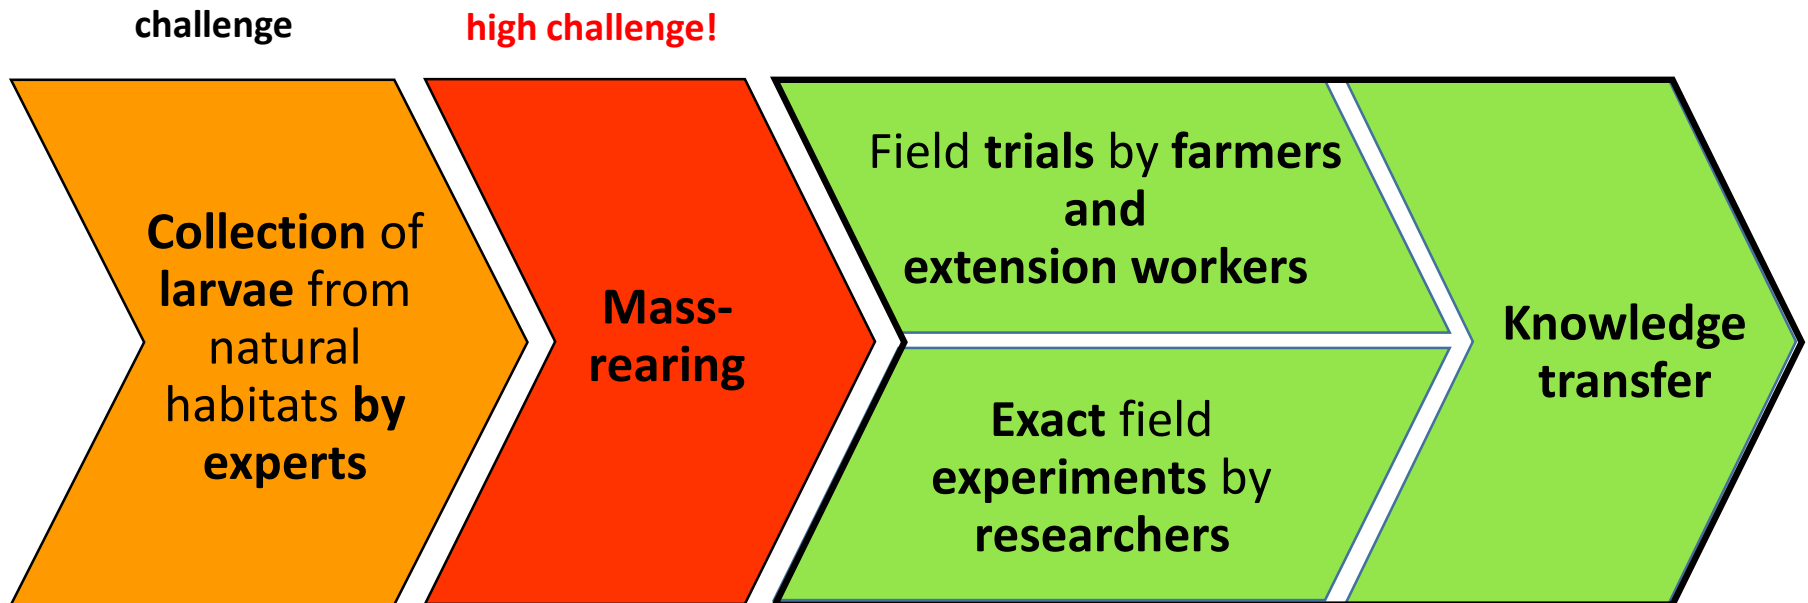 challenge
high challenge!
Collection of
larvae from
natural
habitats by
experts
Mass-
rearing
Field trials by farmers
and
extension workers
Exact field
experiments by
researchers
Knowledge
transfer